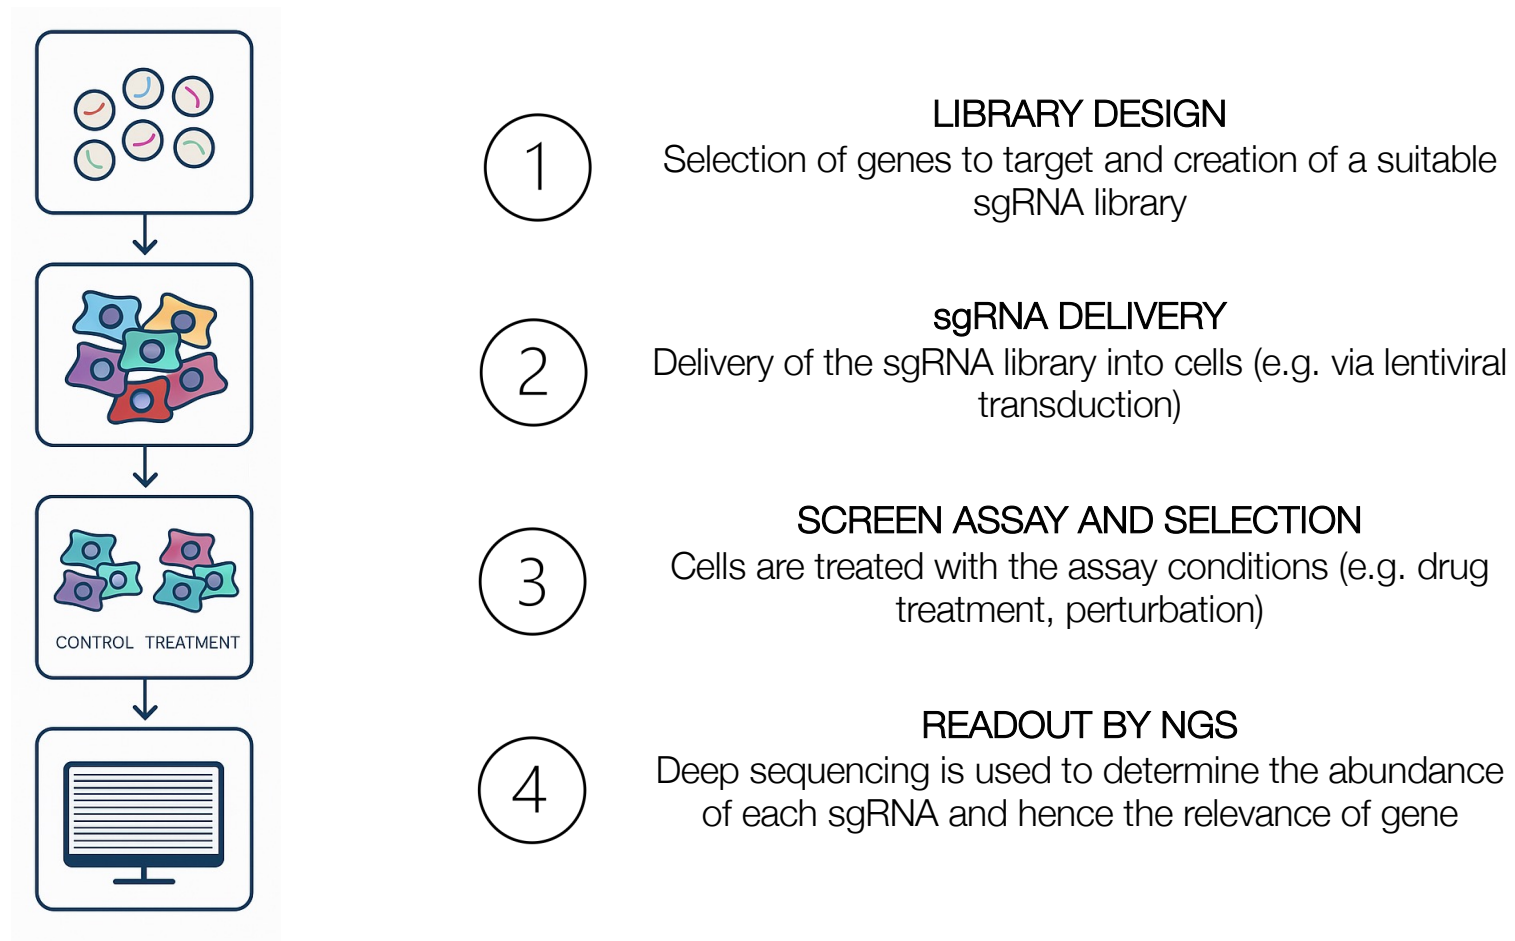 1
LIBRARY DESIGN
Selection of genes to target and creation of a suitable
sgRNA library
2
sgRNA DELIVERY
Delivery of the sgRNA library into cells (e.g. via lentiviral
transduction)
3
SCREEN ASSAY AND SELECTION
Cells are treated with the assay conditions (e.g. drug
treatment, perturbation)
CONTROL TREATMENT
4
READOUT BY NGS
Deep sequencing is used to determine the abundance
of each sgRNA and hence the relevance of gene